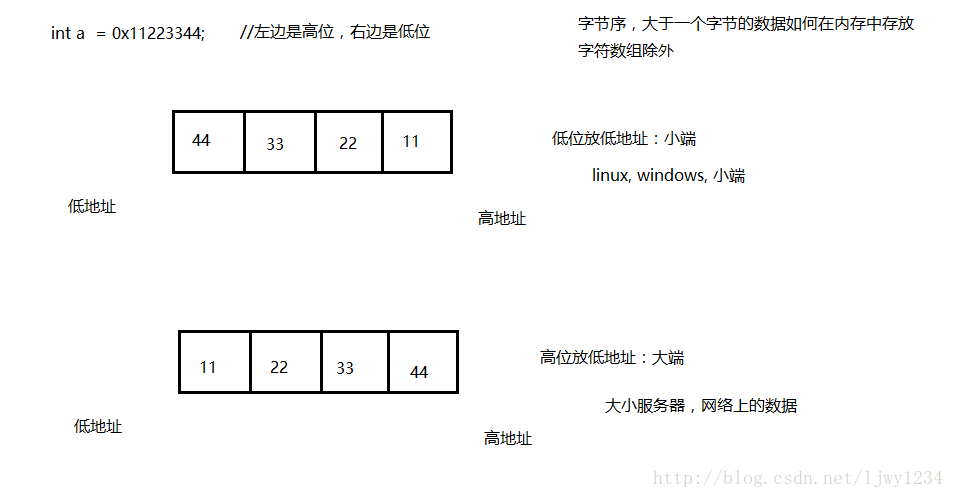 int a = 0x11223344; //左边是高位，右边是低位
字节序，大于一个字节的数据如何在内存中存放
字符数组除外
44 33 22 11
低位放低地址：小端
linux, windows, 小端
低地址
高地址
11 22 33 44
高位放低地址：大端
大小服务器，网络上的数据
低地址
高地址
http://blog.csdn.net/ljwy1234